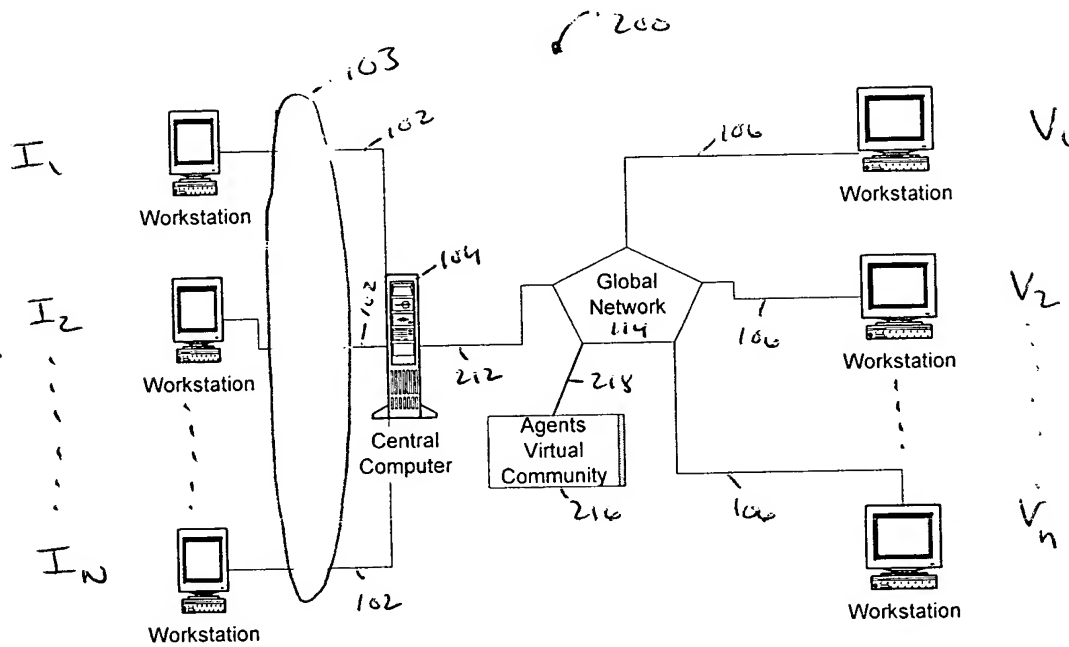 200
103
102
106
I1
V1
Workstation
Workstation
104
Global
Network
114
I2
102
V2
106
212
218
Workstation
Workstation
Central
Computer
Agents
Virtual
Community
216
106
IN
Vn
102
Workstation
Workstation